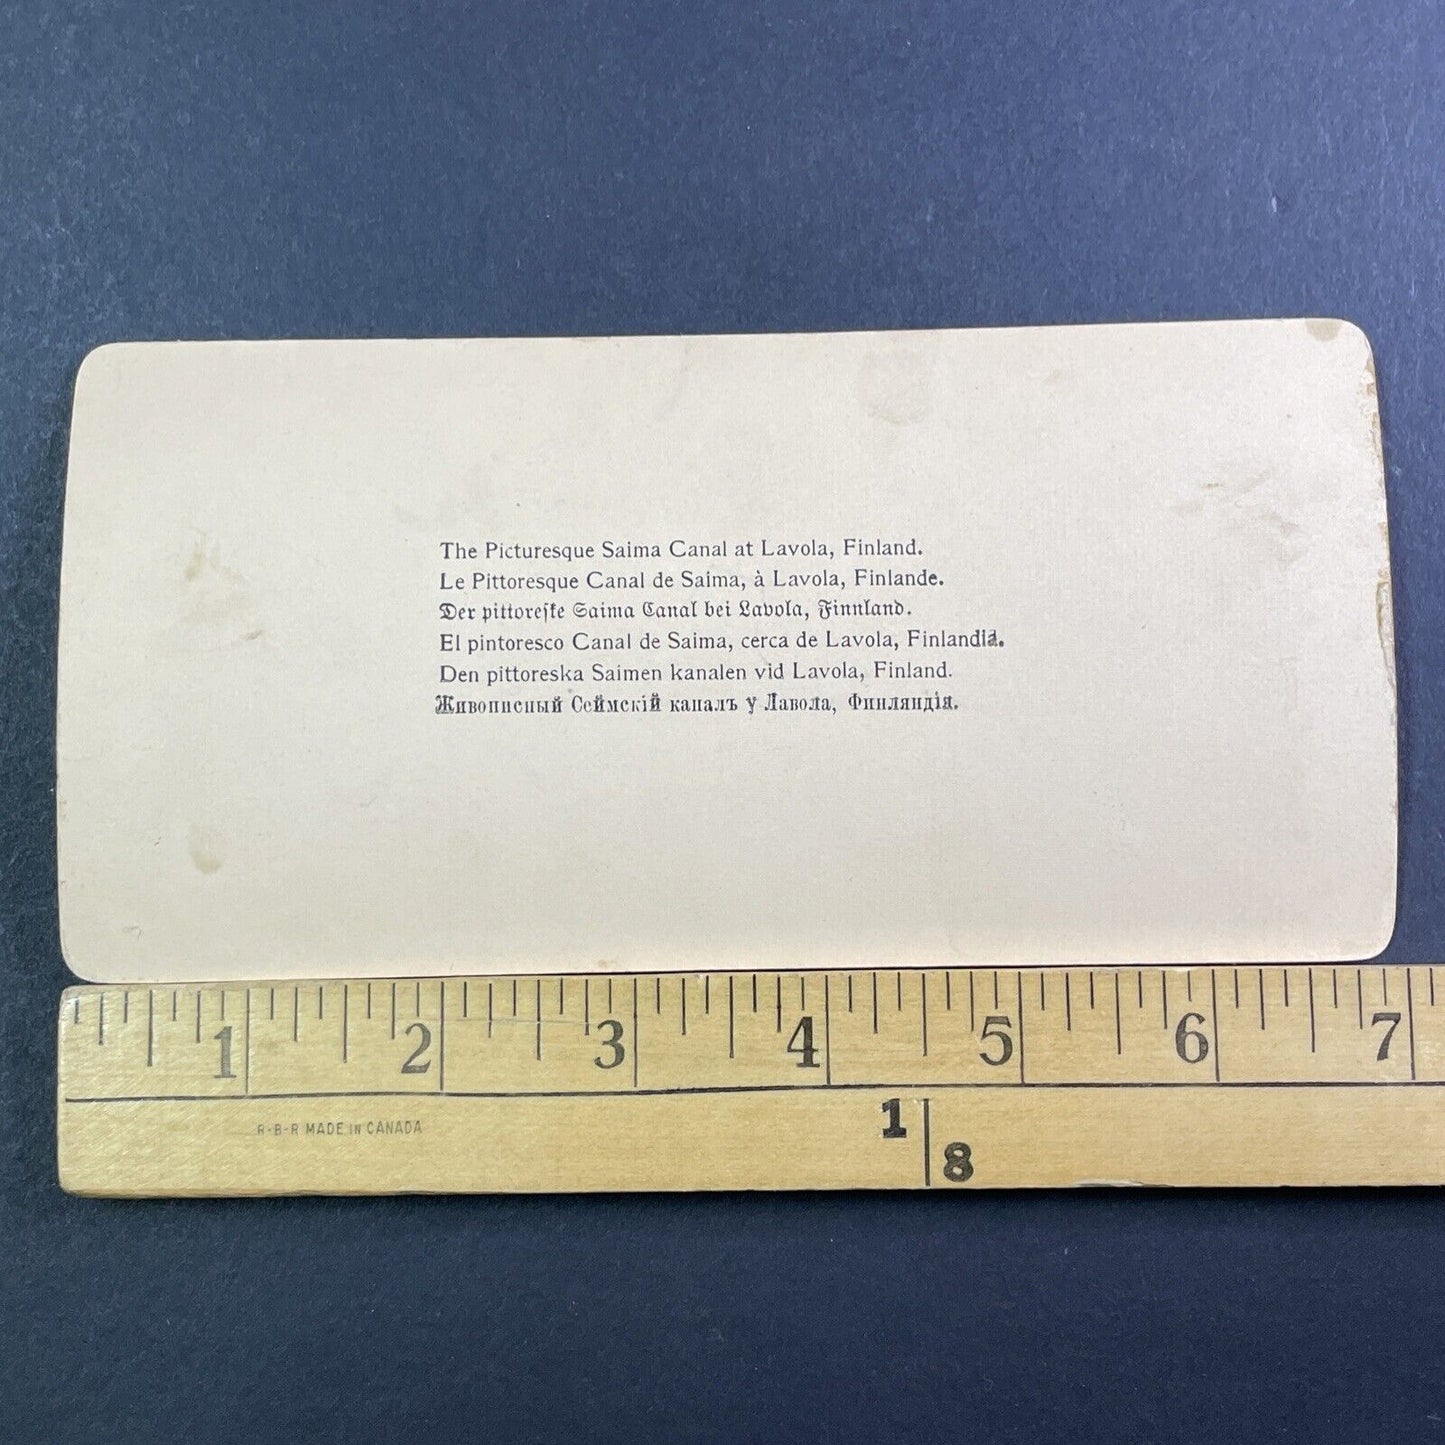 The Picturesque Saima Canal at Lavola, Finland.
Le Pittoresque Canal de Saima, à Lavola, Finlande.
Der pittoreſke Saima Canal bei Lavola, Finnland.
El pintoresco Canal de Saima, cerca de Lavola, Finlandia.
Den pittoreska Saimen kanalen vid Lavola, Finland.
Живописный Сеймскій каналъ у Лавола, Финляндія.
1 2 3 4 5 6 7
R-B-R MADE IN CANADA
1
8